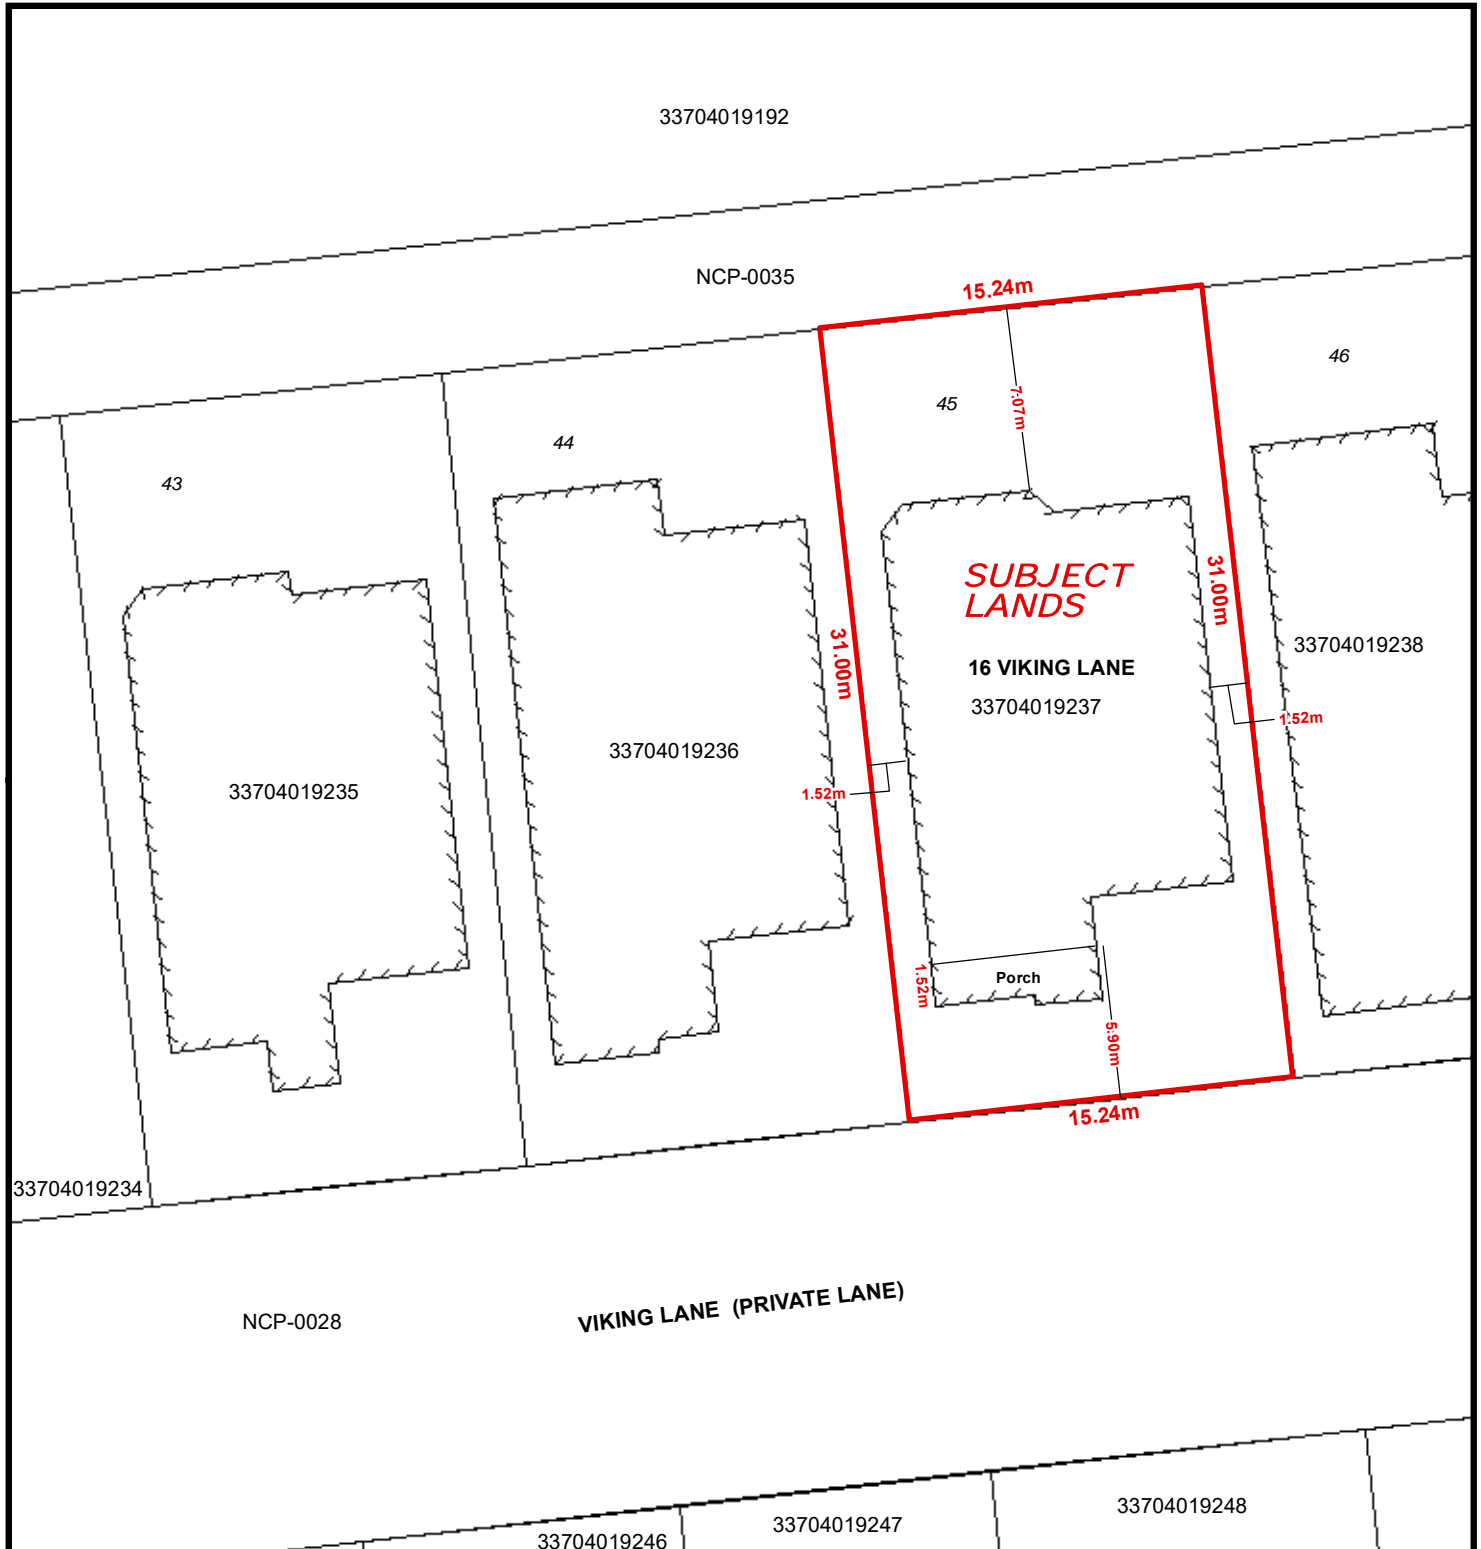 33704019192
NCP-0035
15.24m
46
45
7.07m
44
43
SUBJECT
LANDS
31.00m
31.00m
33704019238
16 VIKING LANE
33704019237
1.52m
33704019236
33704019235
1.52m
1.52m
Porch
5.90m
15.24m
33704019234
VIKING LANE (PRIVATE LANE)
NCP-0028
33704019248
33704019247
33704019246